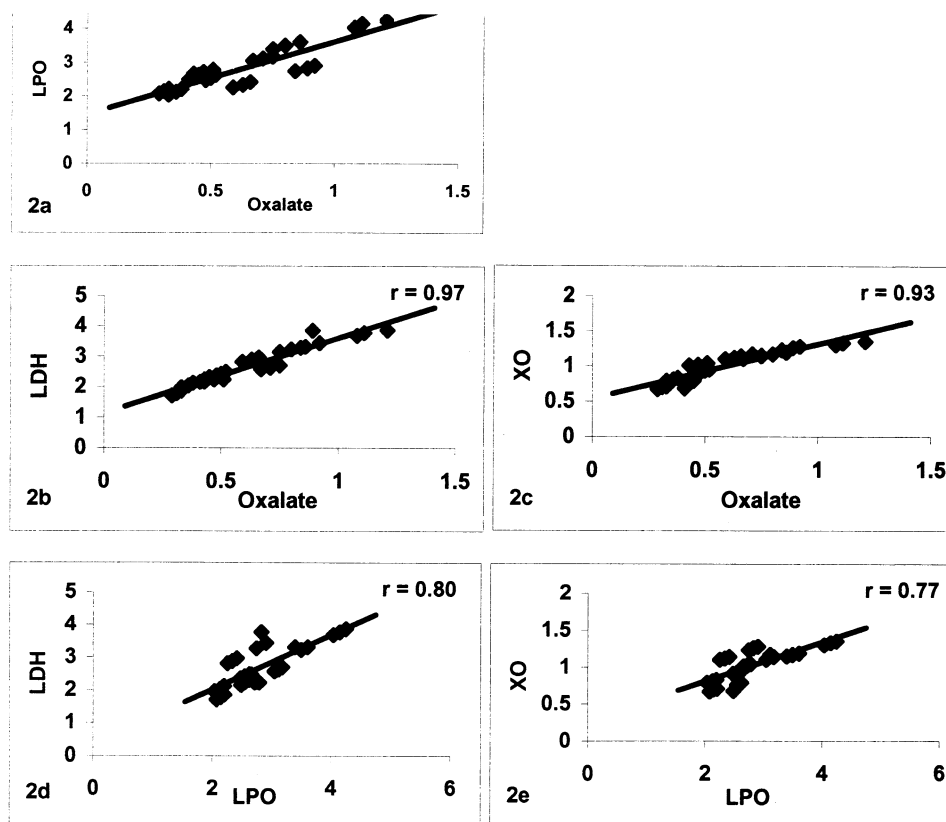 4
3
LPO
2
1
0
0 0.5 1 1.5
Oxalate
2a
5
r = 0.97
4
3
LDH
2
1
0
0 0.5 1 1.5
Oxalate
2b
2
r = 0.93
1.5
XO
1
0.5
0
0 0.5 1 1.5
Oxalate
2c
5
r = 0.80
4
3
LDH
2
1
0
0 2 4 6
LPO
2d
2
r = 0.77
1.5
XO
1
0.5
0
0 2 4 6
LPO
2e